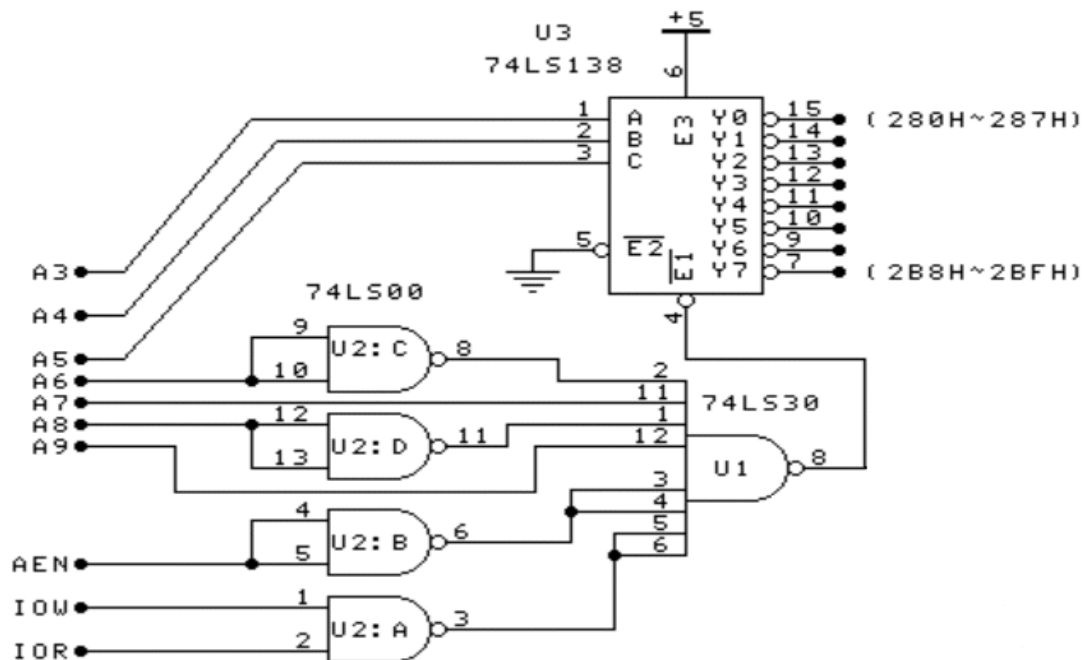 +5
U3
74LS138
6
1 A Y0 15 (280H~287H)
2 B E3 Y1 14
3 C Y2 13
Y3 12
Y4 11
Y5 10
5 E2 E1 Y6 9
Y7 7 (2B8H~2BFH)
4
A3
A4
A5
A6
A7
A8
A9
74LS00
9
10
U2:C 8
12
13
U2:D 11
2
11
1
12
3
4
5
6
74LS30
U1 8
AEN
4
5
U2:B 6
IOW 1
IOR 2
U2:A 3